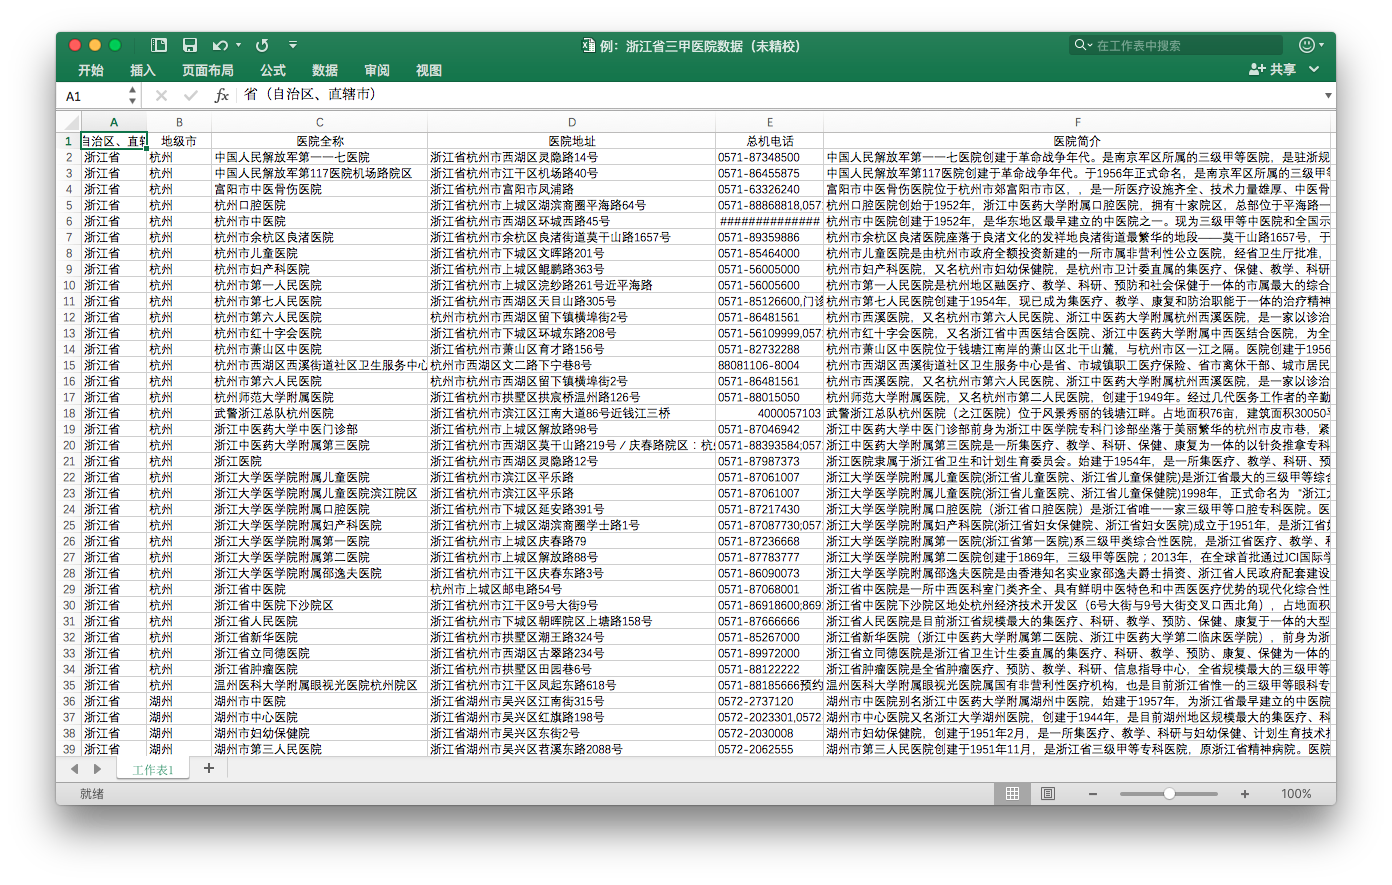 例：浙江省三甲医院数据（未精校）
在工作表中搜索
开始 插入 页面布局 公式 数据 审阅 视图 共享
A1 fx 省（自治区、直辖市）
A B C D E F
1 自治区、直辖 地级市 医院全称 医院地址 总机电话 医院简介
2 浙江省 杭州 中国人民解放军第一一七医院 浙江省杭州市西湖区灵隐路14号 0571-87348500 中国人民解放军第一一七医院创建于革命战争年代。是南京军区所属的三级甲等医院，是驻浙规
3 浙江省 杭州 中国人民解放军第117医院机场路院区 浙江省杭州市江干区机场路40号 0571-86455875 中国人民解放军第117医院创建于革命战争年代。于1956年正式命名，是南京军区所属的三级甲等
4 浙江省 杭州 富阳市中医骨伤医院 浙江省杭州市富阳市凤浦路 0571-63326240 富阳市中医骨伤医院位于杭州市郊富阳市市区，，是一所医疗设施齐全、技术力量雄厚、中医骨
5 浙江省 杭州 杭州口腔医院 浙江省杭州市上城区湖滨商圈平海路64号 0571-88868818,057 杭州口腔医院创始于1952年，浙江中医药大学附属口腔医院，拥有十家院区，总部位于平海路一
6 浙江省 杭州 杭州市中医院 浙江省杭州市西湖区环城西路45号 ############## 杭州市中医院创建于1952年，是华东地区最早建立的中医院之一。现为三级甲等中医院和全国示
7 浙江省 杭州 杭州市余杭区良渚医院 浙江省杭州市余杭区良渚街道莫干山路1657号 0571-89359886 杭州市余杭区良渚医院座落于良渚文化的发祥地良渚街道最繁华的地段——莫干山路1657号，于
8 浙江省 杭州 杭州市儿童医院 浙江省杭州市下城区文晖路201号 0571-85464000 杭州市儿童医院是由杭州市政府全额投资新建的一所市属非营利性公立医院，经省卫生厅批准，
9 浙江省 杭州 杭州市妇产科医院 浙江省杭州市上城区鲲鹏路363号 0571-56005000 杭州市妇产科医院，又名杭州市妇幼保健院，是杭州市卫计委直属的集医疗、保健、教学、科研
10 浙江省 杭州 杭州市第一人民医院 浙江省杭州市上城区浣纱路261号近平海路 0571-56005600 杭州市第一人民医院是杭州地区融医疗、教学、科研、预防和社会保健于一体的市属最大的综合
11 浙江省 杭州 杭州市第七人民医院 浙江省杭州市西湖区天目山路305号 0571-85126600,门诊 杭州市第七人民医院创建于1954年，现已成为集医疗、教学、康复和防治职能于一体的治疗精神
12 浙江省 杭州 杭州市第六人民医院 杭州市杭州市西湖区留下镇横埠街2号 0571-86481561 杭州市西溪医院，又名杭州市第六人民医院、浙江中医药大学附属杭州西溪医院，是一家以诊治
13 浙江省 杭州 杭州市红十字会医院 浙江省杭州市下城区环城东路208号 0571-56109999,057 杭州市红十字会医院，又名浙江省中西医结合医院、浙江中医药大学附属中西医结合医院，为全
14 浙江省 杭州 杭州市萧山区中医院 浙江省杭州市萧山区育才路156号 0571-82732288 杭州市萧山区中医院位于钱塘江南岸的萧山区北干山麓，与杭州市区一江之隔。医院创建于1956
15 浙江省 杭州 杭州市西湖区西溪街道社区卫生服务中心 杭州市西湖区文二路下宁巷8号 88081106-8004 杭州市西湖区西溪街道社区卫生服务中心是省、市城镇职工医疗保险、省市离休干部、城市居民
16 浙江省 杭州 杭州市第六人民医院 杭州市杭州市西湖区留下镇横埠街2号 0571-86481561 杭州市西溪医院，又名杭州市第六人民医院、浙江中医药大学附属杭州西溪医院，是一家以诊治
17 浙江省 杭州 杭州师范大学附属医院 浙江省杭州市拱墅区拱宸桥温州路126号 0571-88015050 杭州师范大学附属医院，又名杭州市第二人民医院，创建于1949年。经过几代医务工作者的辛勤
18 浙江省 杭州 武警浙江总队杭州医院 浙江省杭州市滨江区江南大道86号近钱江三桥 4000057103 武警浙江总队杭州医院（之江医院）位于风景秀丽的钱塘江畔。占地面积76亩，建筑面积30050平
19 浙江省 杭州 浙江中医药大学中医门诊部 浙江省杭州市上城区解放路98号 0571-87046942 浙江中医药大学中医门诊部前身为浙江中医学院专科门诊部坐落于美丽繁华的杭州市皮市巷，紧
20 浙江省 杭州 浙江中医药大学附属第三医院 浙江省杭州市西湖区莫干山路219号 / 庆春路院区：杭州 0571-88393584;057 浙江中医药大学附属第三医院是一所集医疗、教学、科研、保健、康复为一体的以针灸推拿专科
21 浙江省 杭州 浙江医院 浙江省杭州市西湖区灵隐路12号 0571-87987373 浙江医院隶属于浙江省卫生和计划生育委员会。始建于1954年，是一所集医疗、教学、科研、预
22 浙江省 杭州 浙江大学医学院附属儿童医院 浙江省杭州市滨江区平乐路 0571-87061007 浙江大学医学院附属儿童医院(浙江省儿童医院、浙江省儿童保健院)是浙江省最大的三级甲等综合
23 浙江省 杭州 浙江大学医学院附属儿童医院滨江院区 浙江省杭州市滨江区平乐路 0571-87061007 浙江大学医学院附属儿童医院(浙江省儿童医院、浙江省儿童保健院)1998年，正式命名为“浙江大
24 浙江省 杭州 浙江大学医学院附属口腔医院 浙江省杭州市下城区延安路391号 0571-87217430 浙江大学医学院附属口腔医院（浙江省口腔医院）是浙江省唯一一家三级甲等口腔专科医院。医
25 浙江省 杭州 浙江大学医学院附属妇产科医院 浙江省杭州市上城区湖滨商圈学士路1号 0571-87087730;057 浙江大学医学院附属妇产科医院(浙江省妇女保健院、浙江省妇女医院)成立于1951年，是浙江省妇
26 浙江省 杭州 浙江大学医学院附属第一医院 浙江省杭州市上城区庆春路79 0571-87236668 浙江大学医学院附属第一医院(浙江省第一医院)系三级甲类综合性医院，是浙江省医疗、教学、科
27 浙江省 杭州 浙江大学医学院附属第二医院 浙江省杭州市上城区解放路88号 0571-87783777 浙江大学医学院附属第二医院创建于1869年，三级甲等医院；2013年，在全球首批通过JCI国际学
28 浙江省 杭州 浙江大学医学院附属邵逸夫医院 浙江省杭州市江干区庆春东路3号 0571-86090073 浙江大学医学院附属邵逸夫医院是由香港知名实业家邵逸夫爵士捐资、浙江省人民政府配套建设
29 浙江省 杭州 浙江省中医院 杭州市上城区邮电路54号 0571-87068001 浙江省中医院是一所中西医科室门类齐全、具有鲜明中医特色和中西医医疗优势的现代化综合性
30 浙江省 杭州 浙江省中医院下沙院区 浙江省杭州市江干区9号大街9号 0571-86918600;869 浙江省中医院下沙院区地处杭州经济技术开发区（6号大街与9号大街交叉口西北角），占地面积
31 浙江省 杭州 浙江省人民医院 浙江省杭州市下城区朝晖院区上塘路158号 0571-87666666 浙江省人民医院是目前浙江省规模最大的集医疗、科研、教学、预防、保健、康复于一体的大型
32 浙江省 杭州 浙江省新华医院 浙江省杭州市拱墅区潮王路324号 0571-85267000 浙江省新华医院（浙江中医药大学附属第二医院、浙江中医药大学第二临床医学院），前身为浙
33 浙江省 杭州 浙江省立同德医院 浙江省杭州市西湖区古翠路234号 0571-89972000 浙江省立同德医院是浙江省卫生计生委直属的集医疗、科研、教学、预防、康复、保健为一体的
34 浙江省 杭州 浙江省肿瘤医院 浙江省杭州市拱墅区田园巷6号 0571-88122222 浙江省肿瘤医院是全省肿瘤医疗、预防、教学、科研、信息指导中心，全省规模最大的三级甲等
35 浙江省 杭州 温州医科大学附属眼视光医院杭州院区 浙江省杭州市江干区凤起东路618号 0571-88185666预约 温州医科大学附属眼视光医院属国有非营利性医疗机构，也是目前浙江省惟一的三级甲等眼科专
36 浙江省 湖州 湖州市中医院 浙江省湖州市吴兴区江南街315号 0572-2737120 湖州市中医院别名浙江中医药大学附属湖州中医院，始建于1957年，为浙江省最早建立的中医院
37 浙江省 湖州 湖州市中心医院 浙江省湖州市吴兴区红旗路198号 0572-2023301,0572 湖州市中心医院又名浙江大学湖州医院，创建于1944年，是目前湖州地区规模最大的集医疗、科
38 浙江省 湖州 湖州市妇幼保健院 浙江省湖州市吴兴区东街2号 0572-2030008 湖州市妇幼保健院，创建于1951年2月，是一所集医疗、教学、科研与妇幼保健、计划生育技术指
39 浙江省 湖州 湖州市第三人民医院 浙江省湖州市吴兴区苕溪东路2088号 0572-2062555 湖州市第三人民医院创建于1951年11月，是浙江省三级甲等专科医院，原浙江省精神病院。医院
工作表1
就绪 100%